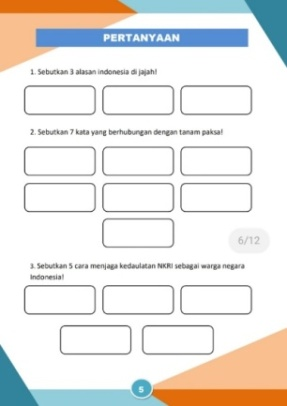 PERTANYAAN
1. Sebutkan 3 alasan indonesia di jajah!
2. Sebutkan 7 kata yang berhubungan dengan tanam paksa!
6/12
3. Sebutkan 5 cara menjaga kedaulatan NKRI sebagai warga negara
Indonesia!
5